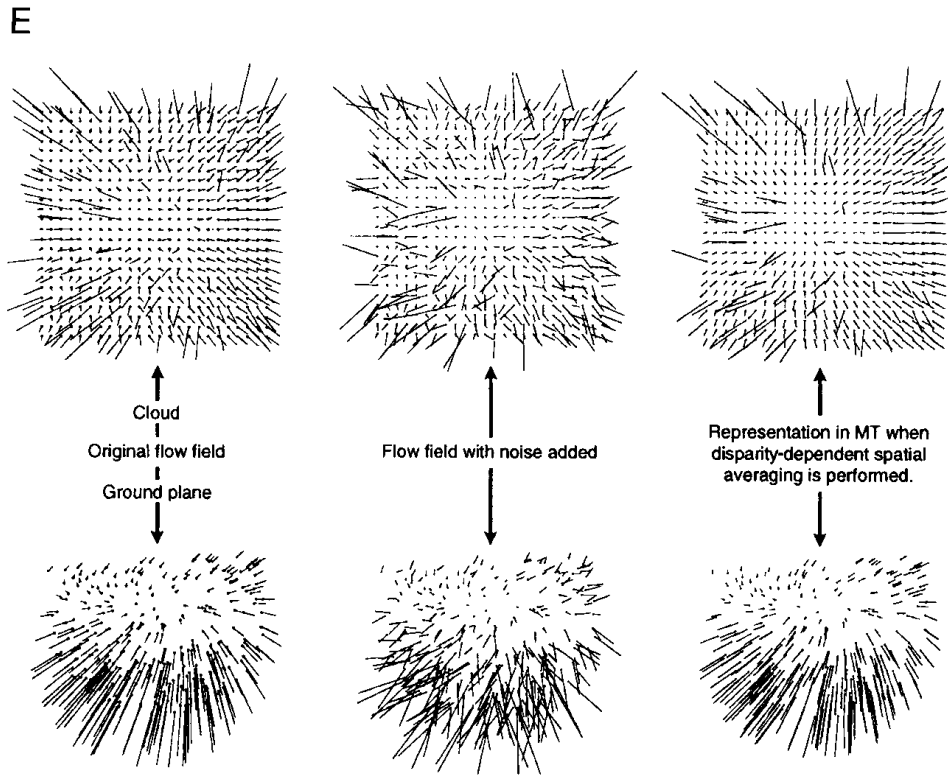 E
Cloud
Original flow field
Ground plane
Flow field with noise added
Representation in MT when
disparity-dependent spatial
averaging is performed.